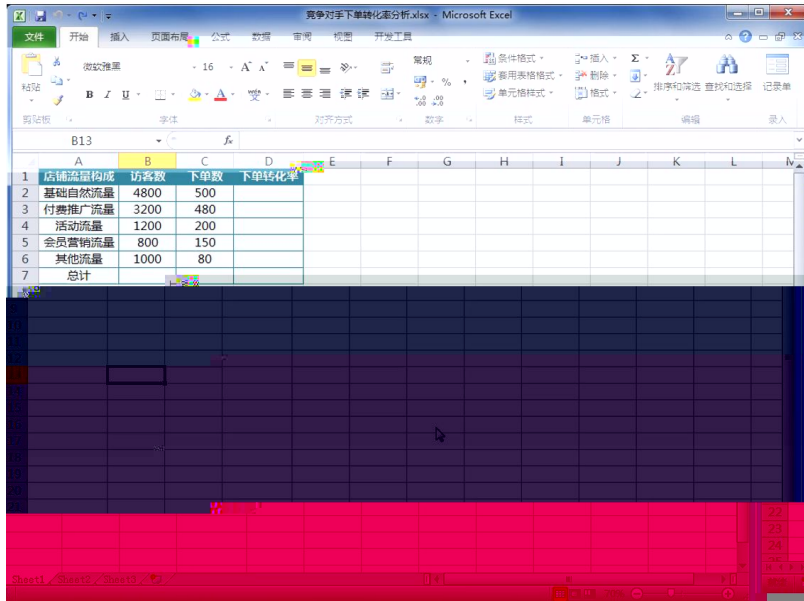 竞争对手下单转化率分析.xlsx - Microsoft Excel
文件 开始 插入 页面布局 公式 数据 审阅 视图 开发工具
微软雅黑 16 A A 常规 条件格式 插入 Σ
粘贴 B I U A % , 套用表格格式 删除 排序和筛选 查找和选择 记录单
单元格样式 格式
剪贴板 字体 对齐方式 数字 样式 单元格 编辑 录入
B13 fx
A B C D E F G H I J K L M
1 店铺流量构成 访客数 下单数 下单转化率
2 基础自然流量 4800 500
3 付费推广流量 3200 480
4 活动流量 1200 200
5 会员营销流量 800 150
6 其他流量 1000 80
7 总计
22
23
24
Sheet1 Sheet2 Sheet3